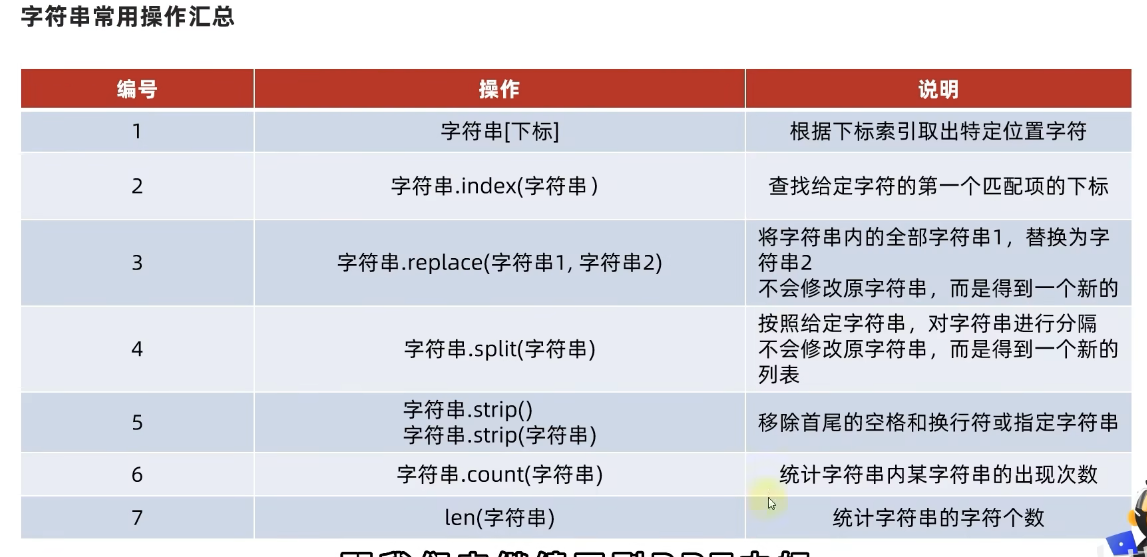 字符串常用操作汇总
编号 操作 说明
1 字符串[下标] 根据下标索引取出特定位置字符
2 字符串.index(字符串) 查找给定字符的第一个匹配项的下标
3 字符串.replace(字符串1, 字符串2) 将字符串内的全部字符串1，替换为字
符串2
不会修改原字符串，而是得到一个新的
4 字符串.split(字符串) 按照给定字符串，对字符串进行分隔
不会修改原字符串，而是得到一个新的
列表
5 字符串.strip()
字符串.strip(字符串) 移除首尾的空格和换行符或指定字符串
6 字符串.count(字符串) 统计字符串内某字符串的出现次数
7 len(字符串) 统计字符串的字符个数